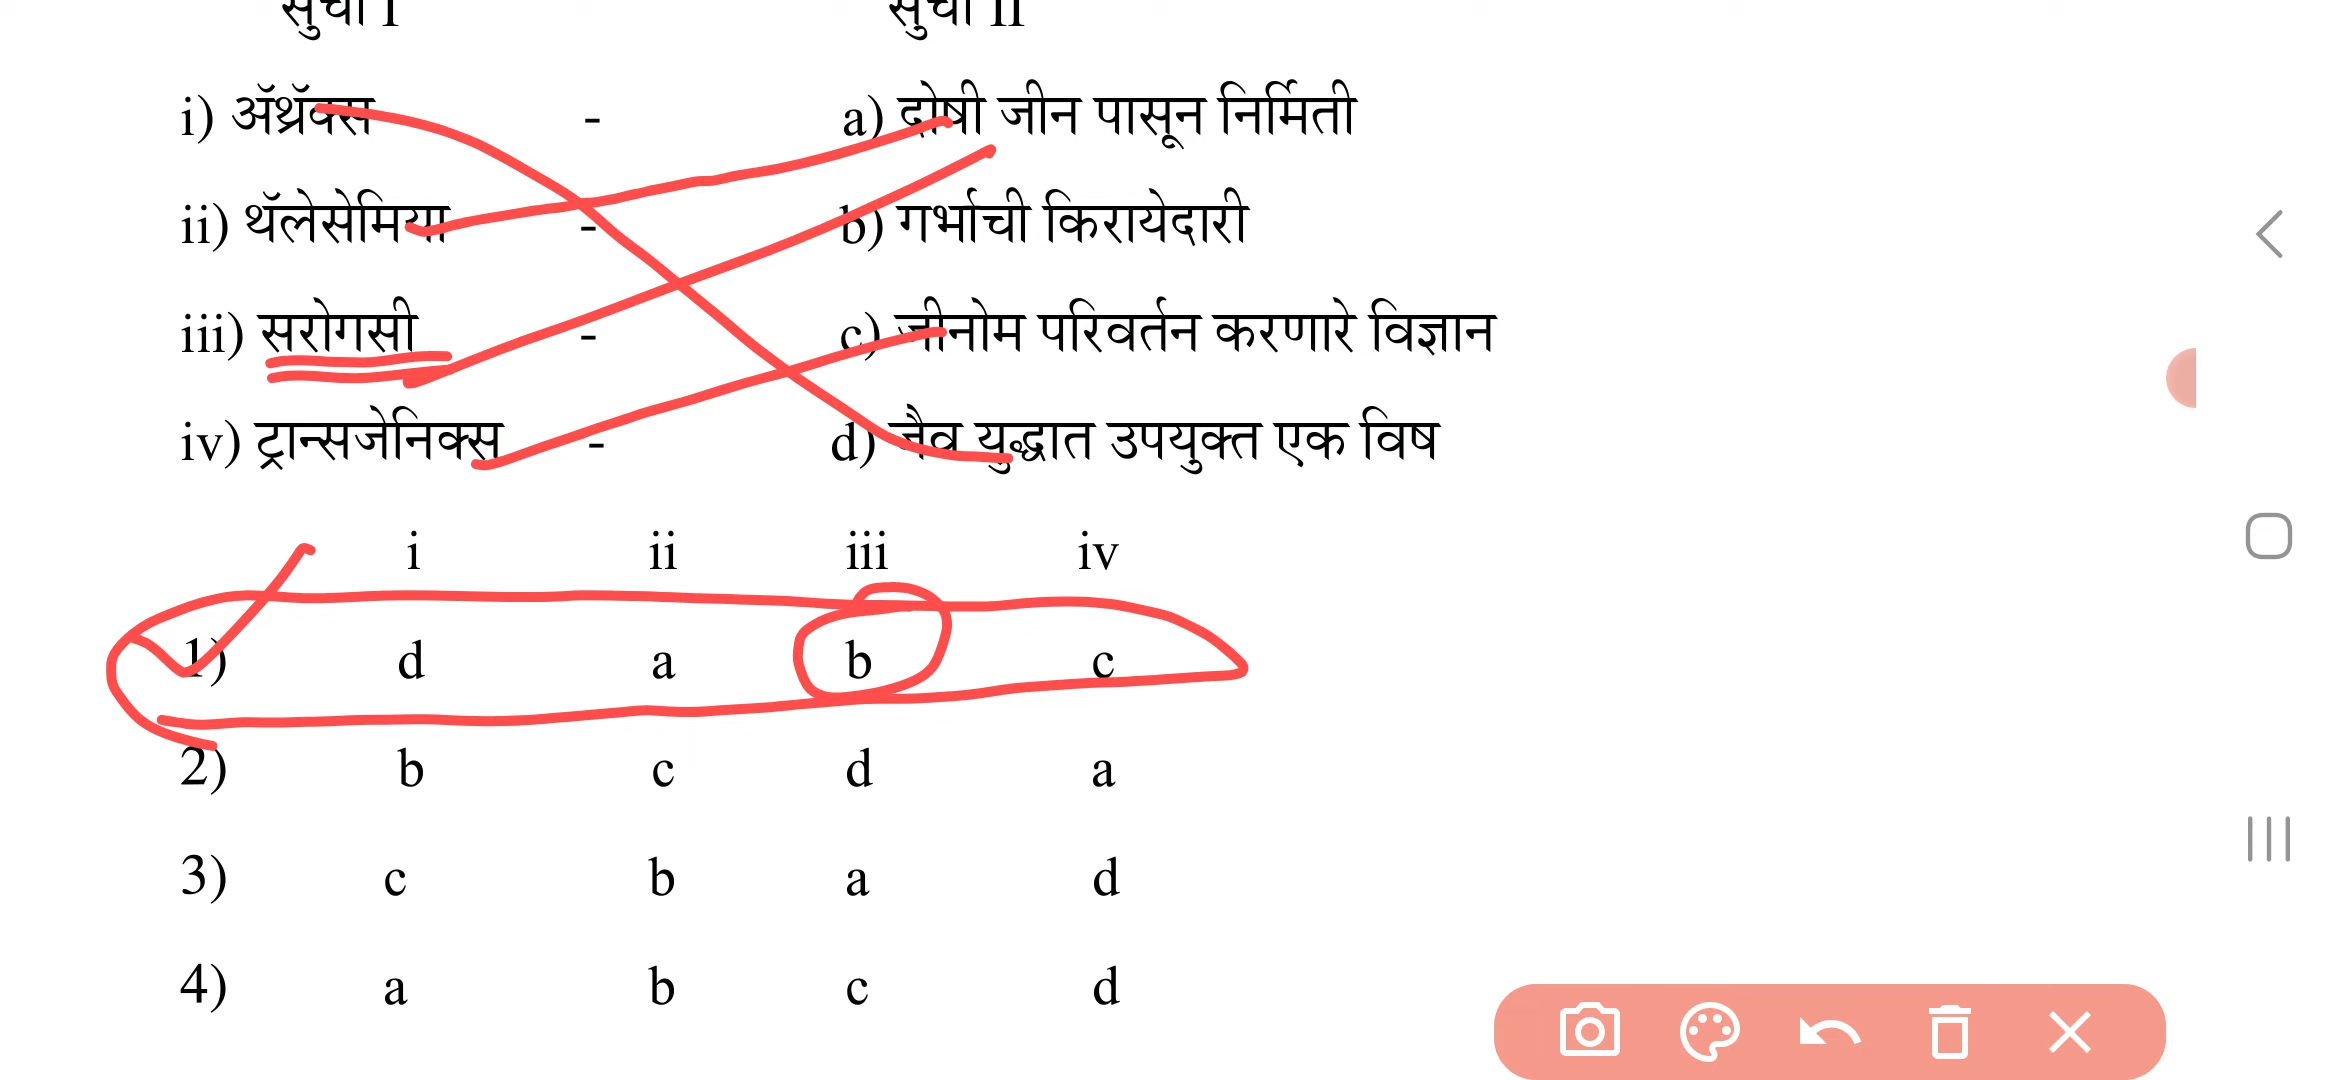 सुची I सुची II
i) अ‍ॅथ्रॅक्स - a) दोषी जीन पासून निर्मिती
ii) थॅलेसेमिया - b) गर्भाची किरायेदारी
iii) सरोगसी - c) जीनोम परिवर्तन करणारे विज्ञान
iv) ट्रान्सजेनिक्स - d) जैव युद्धात उपयुक्त एक विष
i ii iii iv
1) d a b c
2) b c d a
3) c b a d
4) a b c d